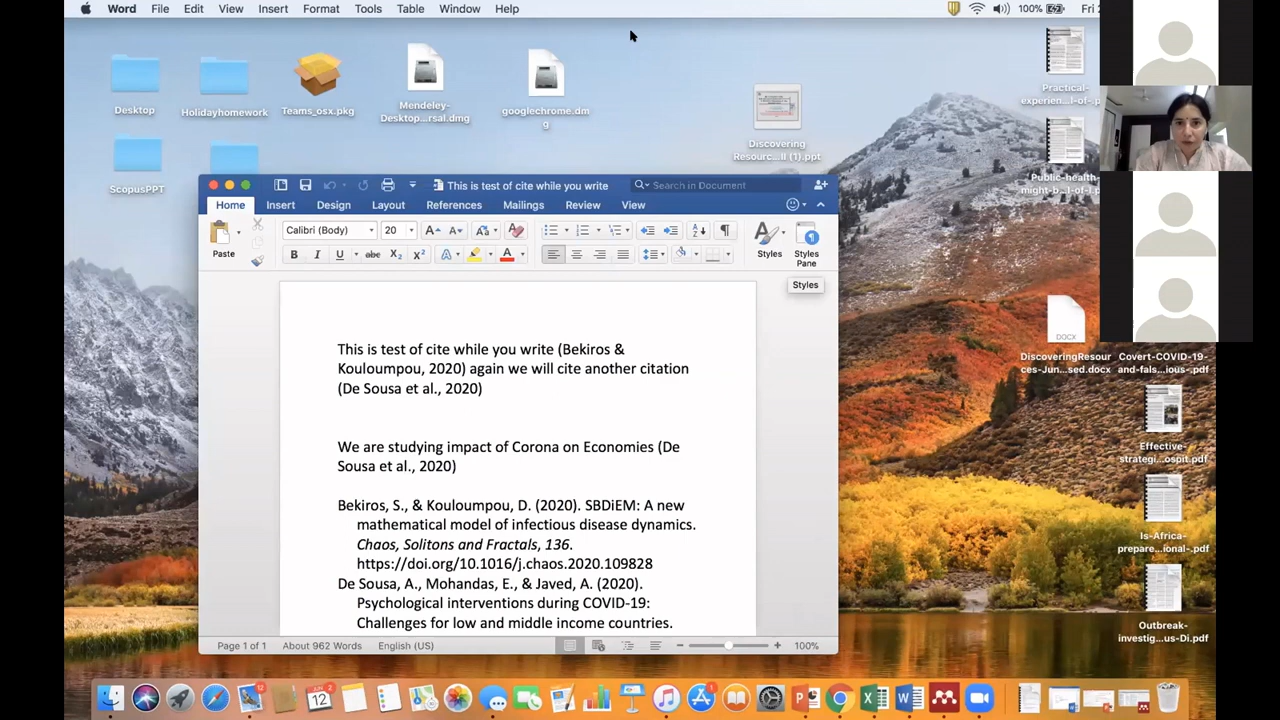 Word File Edit View Insert Format Tools Table Window Help 100% Fri
Desktop
Holidayhomework
Teams_osx.pkg
Mendeley-
Desktop...rsal.dmg
googlechrome.dm
g
Discovering
Resourc...II (1).ppt
ScopusPPT
Practical-
experien...l-of-.p
Public-health
might-b...l-of-l.p
This is test of cite while you write
Search in Document
Home Insert Design Layout References Mailings Review View
Paste
Calibri (Body) 20
Styles
Styles
Pane
Styles
This is test of cite while you write (Bekiros &
Kouloumpou, 2020) again we will cite another citation
(De Sousa et al., 2020)
We are studying impact of Corona on Economies (De
Sousa et al., 2020)
Bekiros, S., & Kouloumpou, D. (2020). SBDiEM: A new
mathematical model of infectious disease dynamics.
Chaos, Solitons and Fractals, 136.
https://doi.org/10.1016/j.chaos.2020.109828
De Sousa, A., Mohandas, E., & Javed, A. (2020).
Psychological interventions during COVID-19:
Challenges for low and middle income countries.
Page 1 of 1 About 962 Words English (US) 100%
DOCX
DiscoveringResour
ces-Jun...sed.docx
Covert-COVID-19-
and-fals...ious-.pdf
Effective-
strategi...ospit.pdf
Is-Africa-
prepare...ional-.pdf
Outbreak-
investig...us-Di.pdf